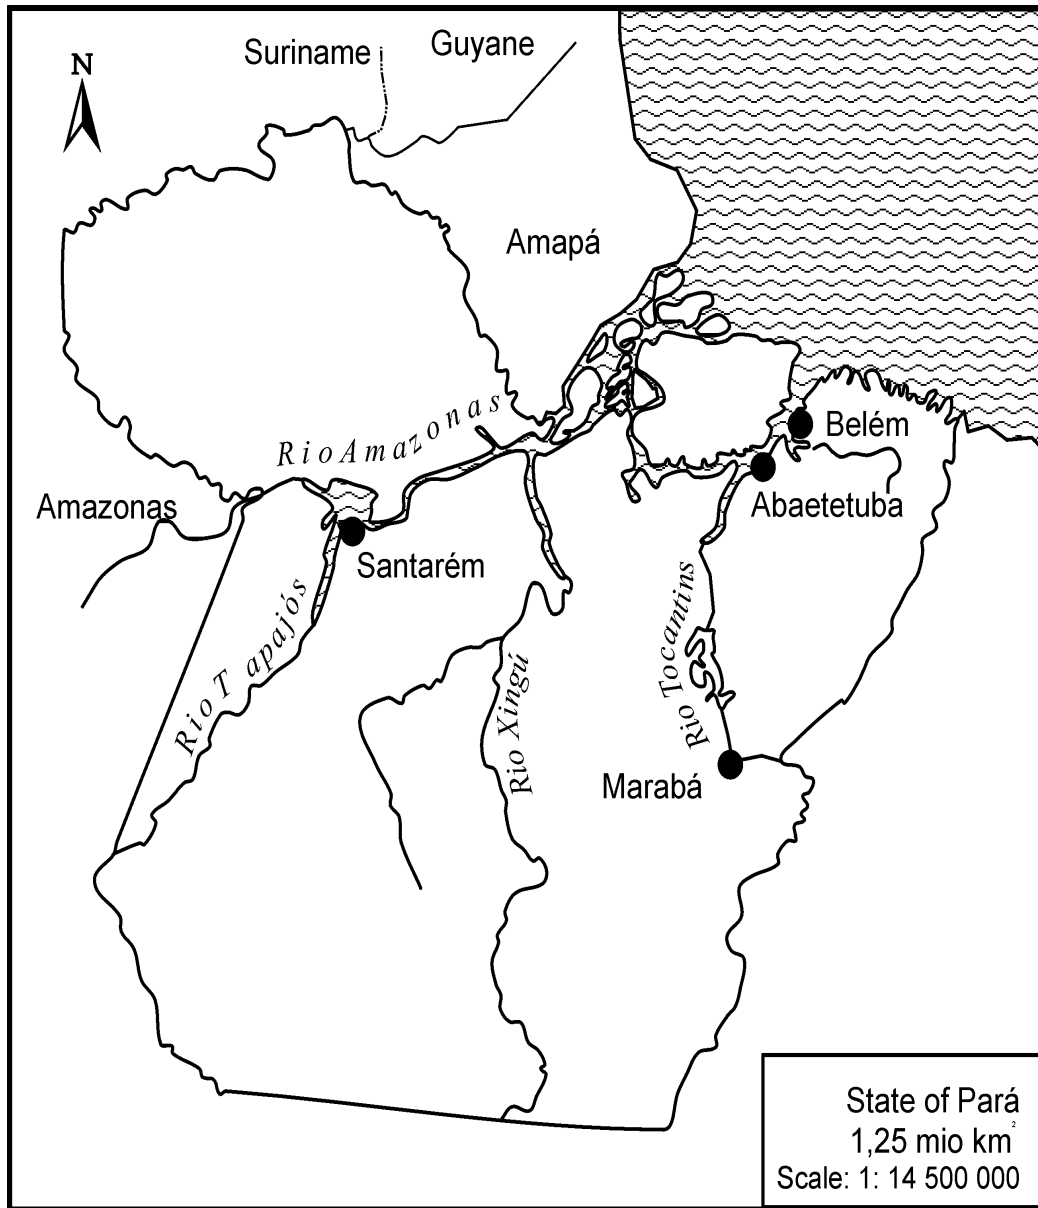 Suriname
Guyane
N
Amapá
Rio Amazonas
Belém
Amazonas
Abaetetuba
Santarém
Rio Tapajós
Rio Xingú
Rio Tocantins
Marabá
State of Pará
1,25 mio km²
Scale: 1: 14 500 000